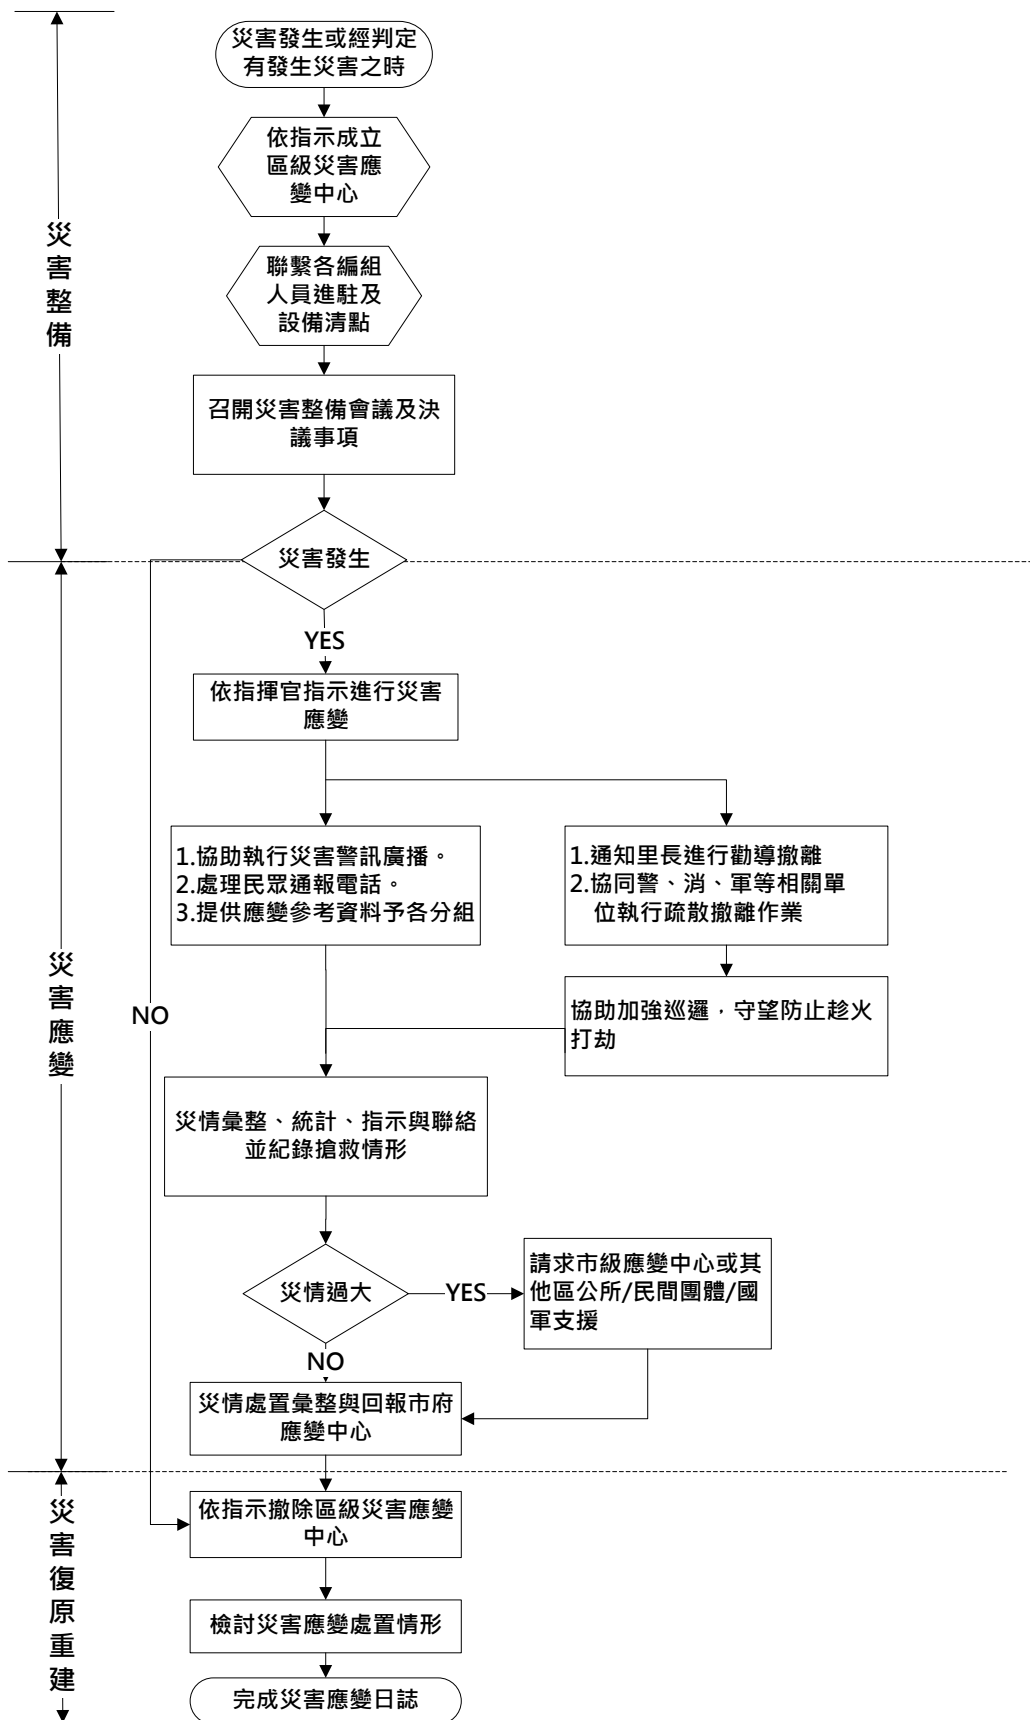 災害發生或經判定
有發生災害之時
依指示成立
區級災害應
變中心
聯繫各編組
人員進駐及
設備清點
召開災害整備會議及決
議事項
災害整備
災害發生
YES
依指揮官指示進行災害
應變
1.協助執行災害警訊廣播。
2.處理民眾通報電話。
3.提供應變參考資料予各分組
1.通知里長進行勸導撤離
2.協同警、消、軍等相關單
位執行疏散撤離作業
協助加強巡邏，守望防止趁火
打劫
NO
災害應變
災情彙整、統計、指示與聯絡
並紀錄搶救情形
災情過大
YES
請求市級應變中心或其
他區公所/民間團體/國
軍支援
NO
災情處置彙整與回報市府
應變中心
依指示撤除區級災害應變
中心
檢討災害應變處置情形
完成災害應變日誌
災害復原重建